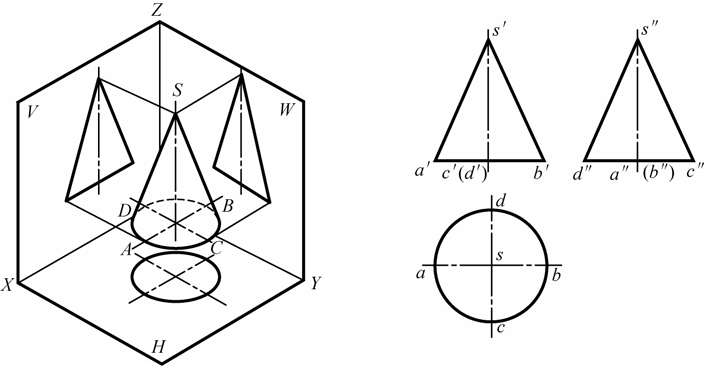 Z
V
S
W
D
B
A
C
X
Y
H
s′
s″
a′ c′(d′) b′
d″ a″ (b″) c″
d
a s b
c